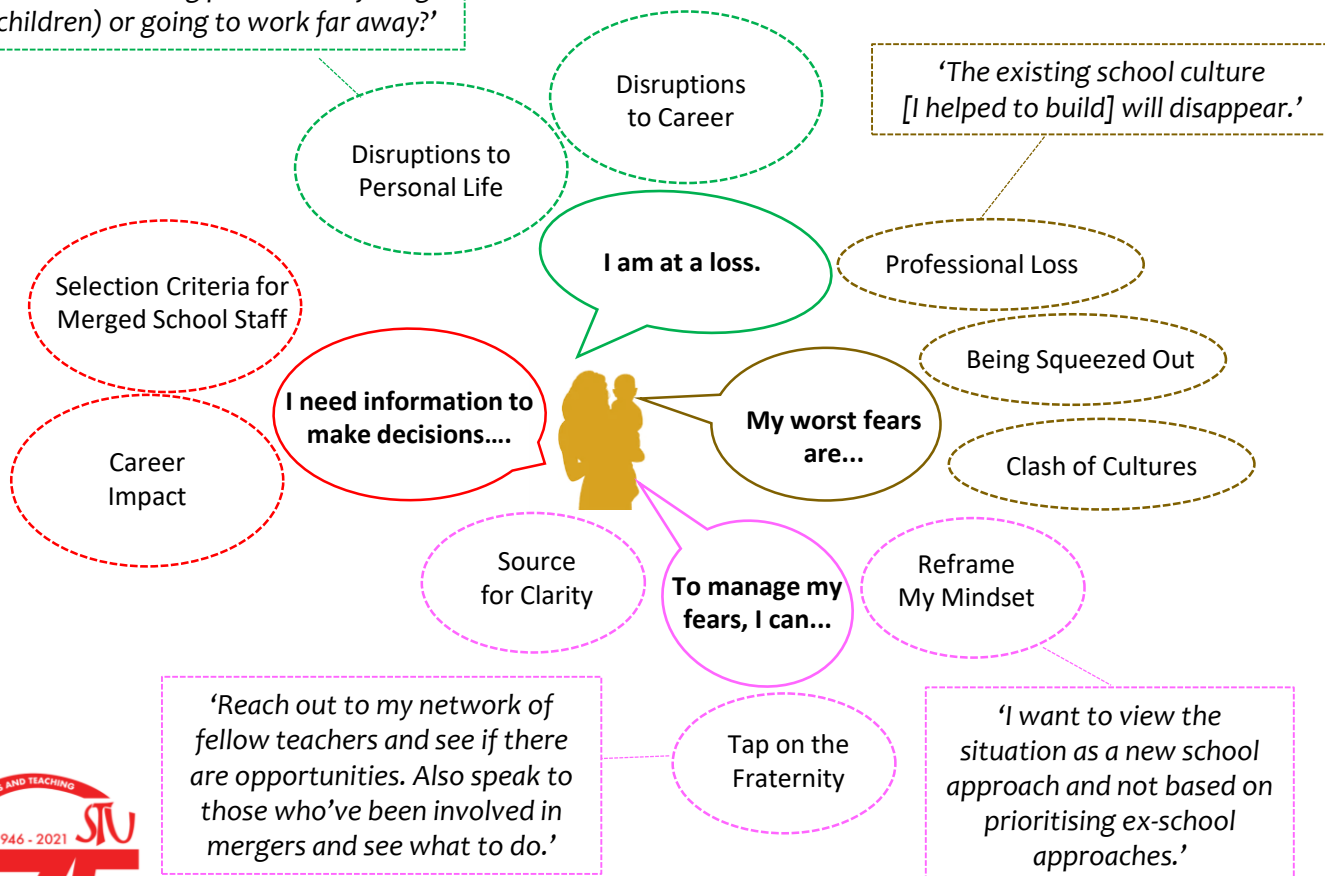 children) or going to work far away?’
Disruptions
to Career
‘The existing school culture
[I helped to build] will disappear.’
Disruptions to
Personal Life
I am at a loss.
Professional Loss
Selection Criteria for
Merged School Staff
Being Squeezed Out
I need information to
make decisions....
My worst fears
are...
Clash of Cultures
Career
Impact
Source
for Clarity
To manage my
fears, I can...
Reframe
My Mindset
‘Reach out to my network of
fellow teachers and see if there
are opportunities. Also speak to
those who’ve been involved in
mergers and see what to do.’
Tap on the
Fraternity
‘I want to view the
situation as a new school
approach and not based on
prioritising ex-school
approaches.’
AND TEACHING
STU
946 - 2021